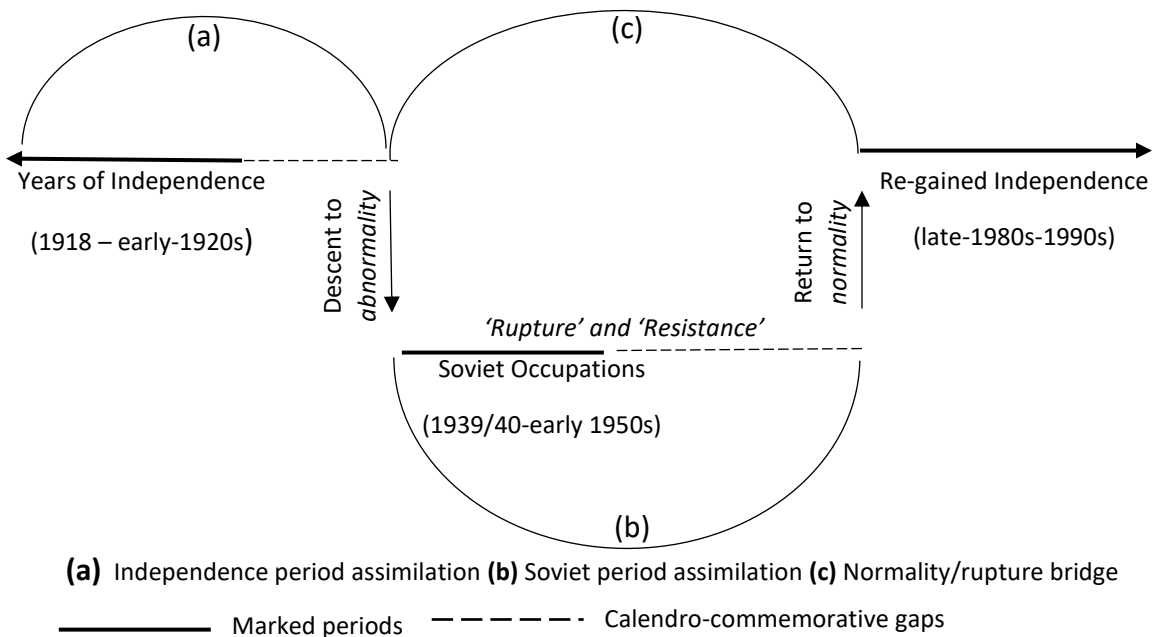 (a)
(c)
Years of Independence
(1918 – early-1920s)
Descent to
abnormality
Return to
normality
Re-gained Independence
(late-1980s-1990s)
‘Rupture’ and ‘Resistance’
Soviet Occupations
(1939/40-early 1950s)
(b)
(a) Independence period assimilation (b) Soviet period assimilation (c) Normality/rupture bridge
Marked periods Calendro-commemorative gaps